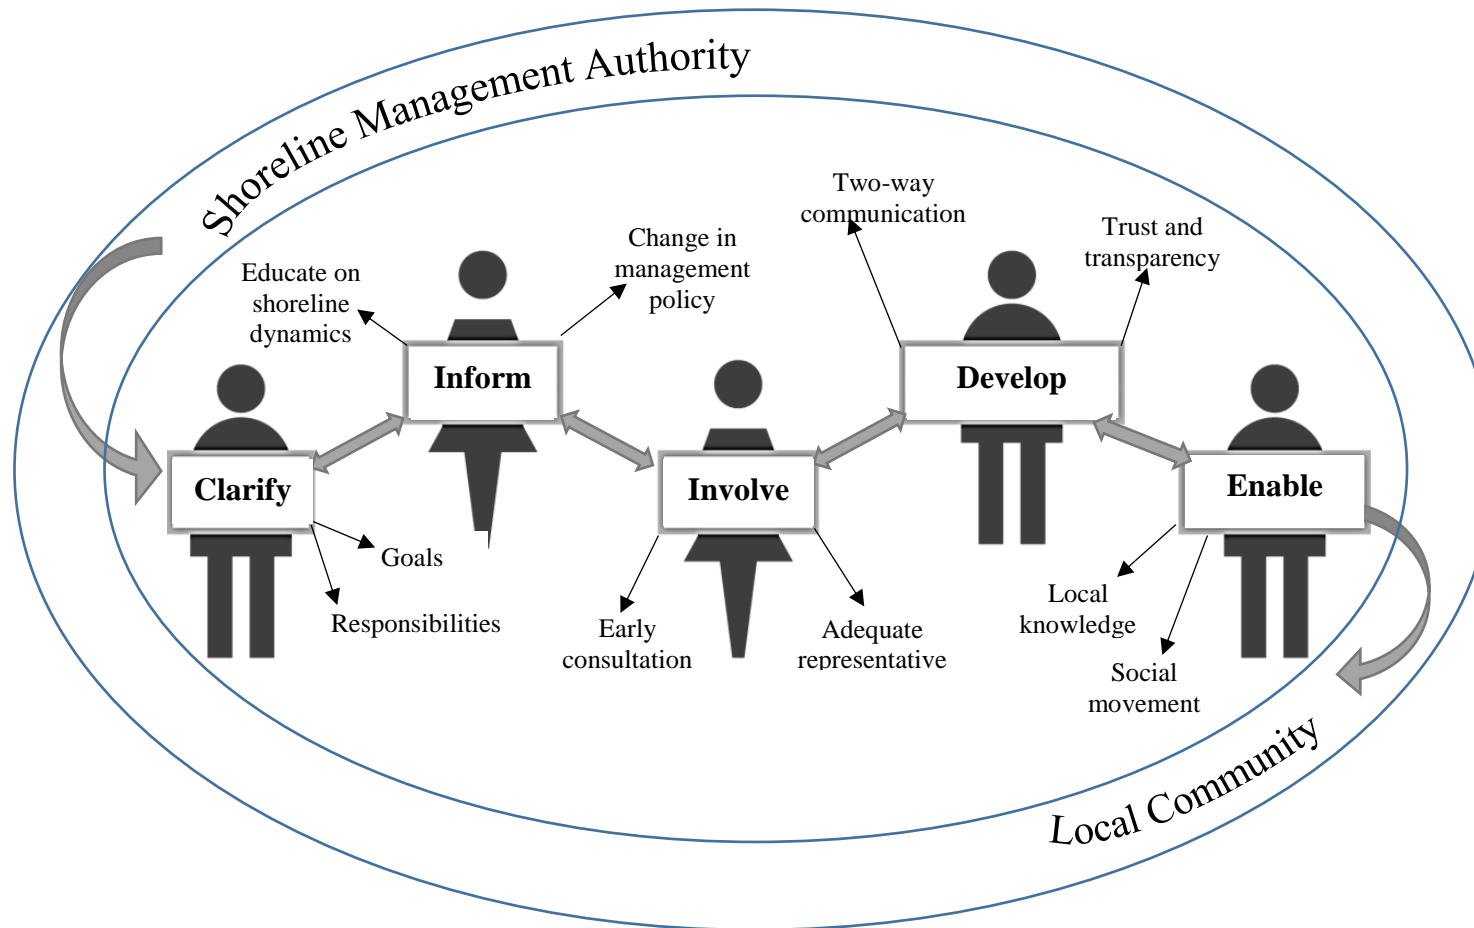 Shoreline Management Authority
Two-way
communication
Trust and
transparency
Change in
management
policy
Educate on
shoreline
dynamics
Inform
Develop
Clarify
Involve
Enable
Goals
Responsibilities
Early
consultation
Adequate
representative
Local
knowledge
Social
movement
Local Community